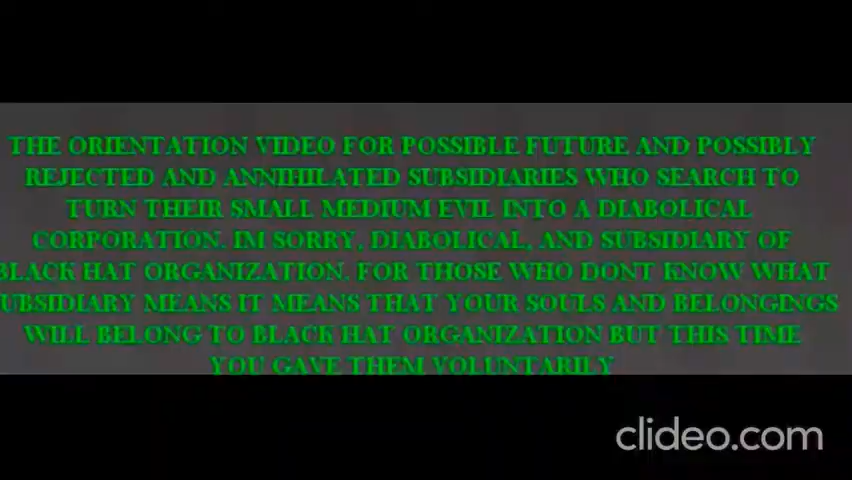 THE ORIENTATION VIDEO FOR POSSIBLE FUTURE AND POSSIBLY
REJECTED AND ANNIHILATED SUBSIDIARIES WHO SEARCH TO
TURN THEIR SMALL MEDIUM EVIL INTO A DIABOLICAL
CORPORATION. IM SORRY, DIABOLICAL, AND SUBSIDIARY OF
BLACK HAT ORGANIZATION. FOR THOSE WHO DONT KNOW WHAT
SUBSIDIARY MEANS IT MEANS THAT YOUR SOULS AND BELONGINGS
WILL BELONG TO BLACK HAT ORGANIZATION BUT THIS TIME
YOU GAVE THEM VOLUNTARILY
clideo.com